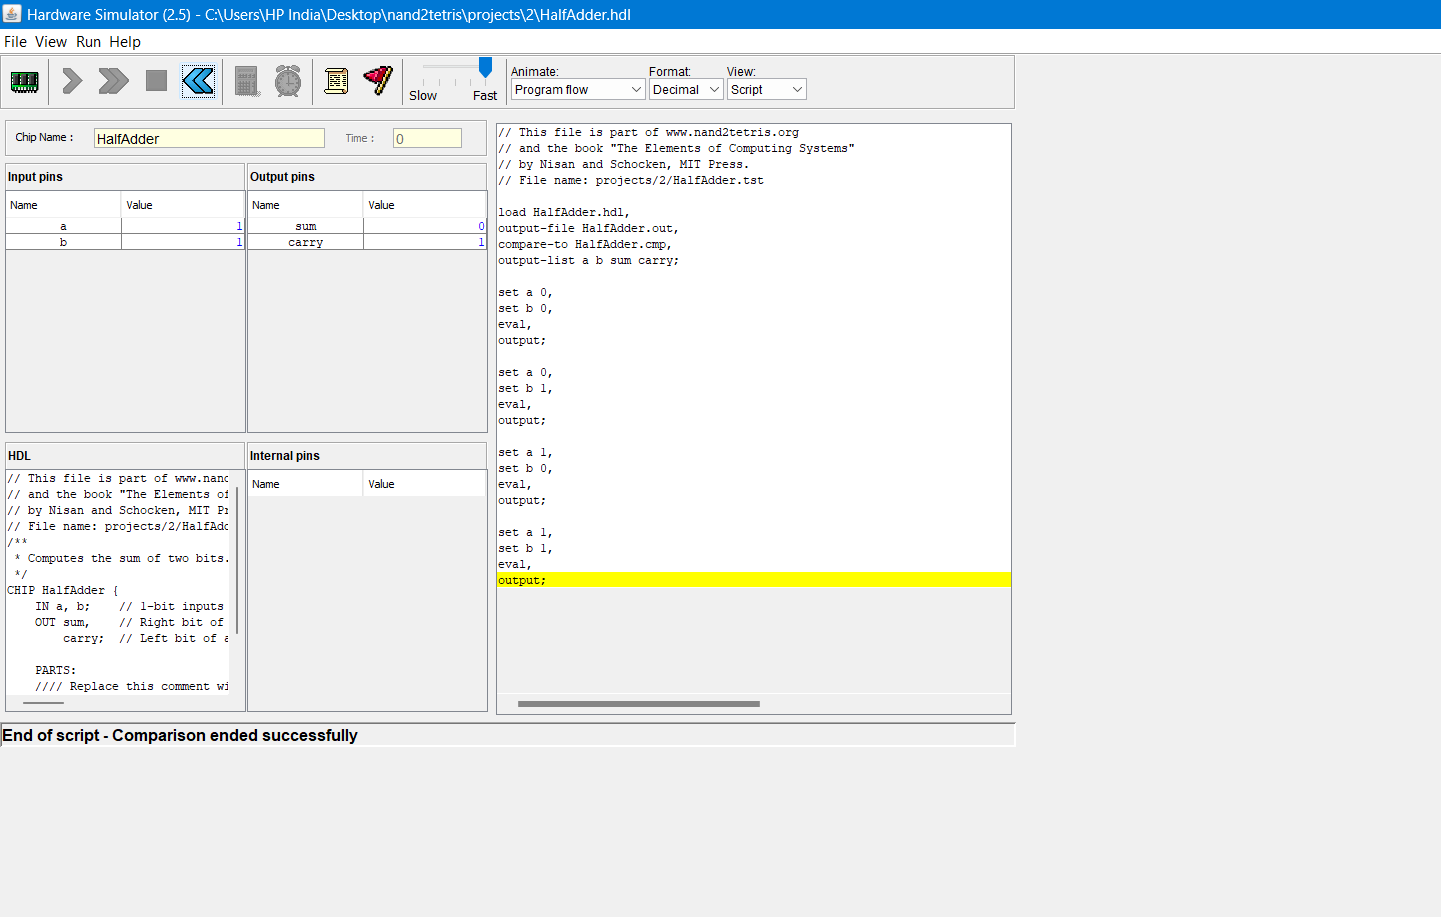 Hardware Simulator (2.5) - C:\Users\HP India\Desktop\nand2tetris\projects\2\HalfAdder.hdl
File View Run Help
Slow Fast
Animate: Format: View:
Program flow Decimal Script
Chip Name : HalfAdder Time : 0
Input pins
Name Value
a 1
b 1
Output pins
Name Value
sum 0
carry 1
HDL
// This file is part of www.nand
// and the book "The Elements of
// by Nisan and Schocken, MIT Pr
// File name: projects/2/HalfAdd
/**
* Computes the sum of two bits.
*/
CHIP HalfAdder {
IN a, b; // 1-bit inputs
OUT sum, // Right bit of
carry; // Left bit of a
PARTS:
//// Replace this comment wi
Internal pins
Name Value
// This file is part of www.nand2tetris.org
// and the book "The Elements of Computing Systems"
// by Nisan and Schocken, MIT Press.
// File name: projects/2/HalfAdder.tst
load HalfAdder.hdl,
output-file HalfAdder.out,
compare-to HalfAdder.cmp,
output-list a b sum carry;
set a 0,
set b 0,
eval,
output;
set a 0,
set b 1,
eval,
output;
set a 1,
set b 0,
eval,
output;
set a 1,
set b 1,
eval,
output;
End of script - Comparison ended successfully